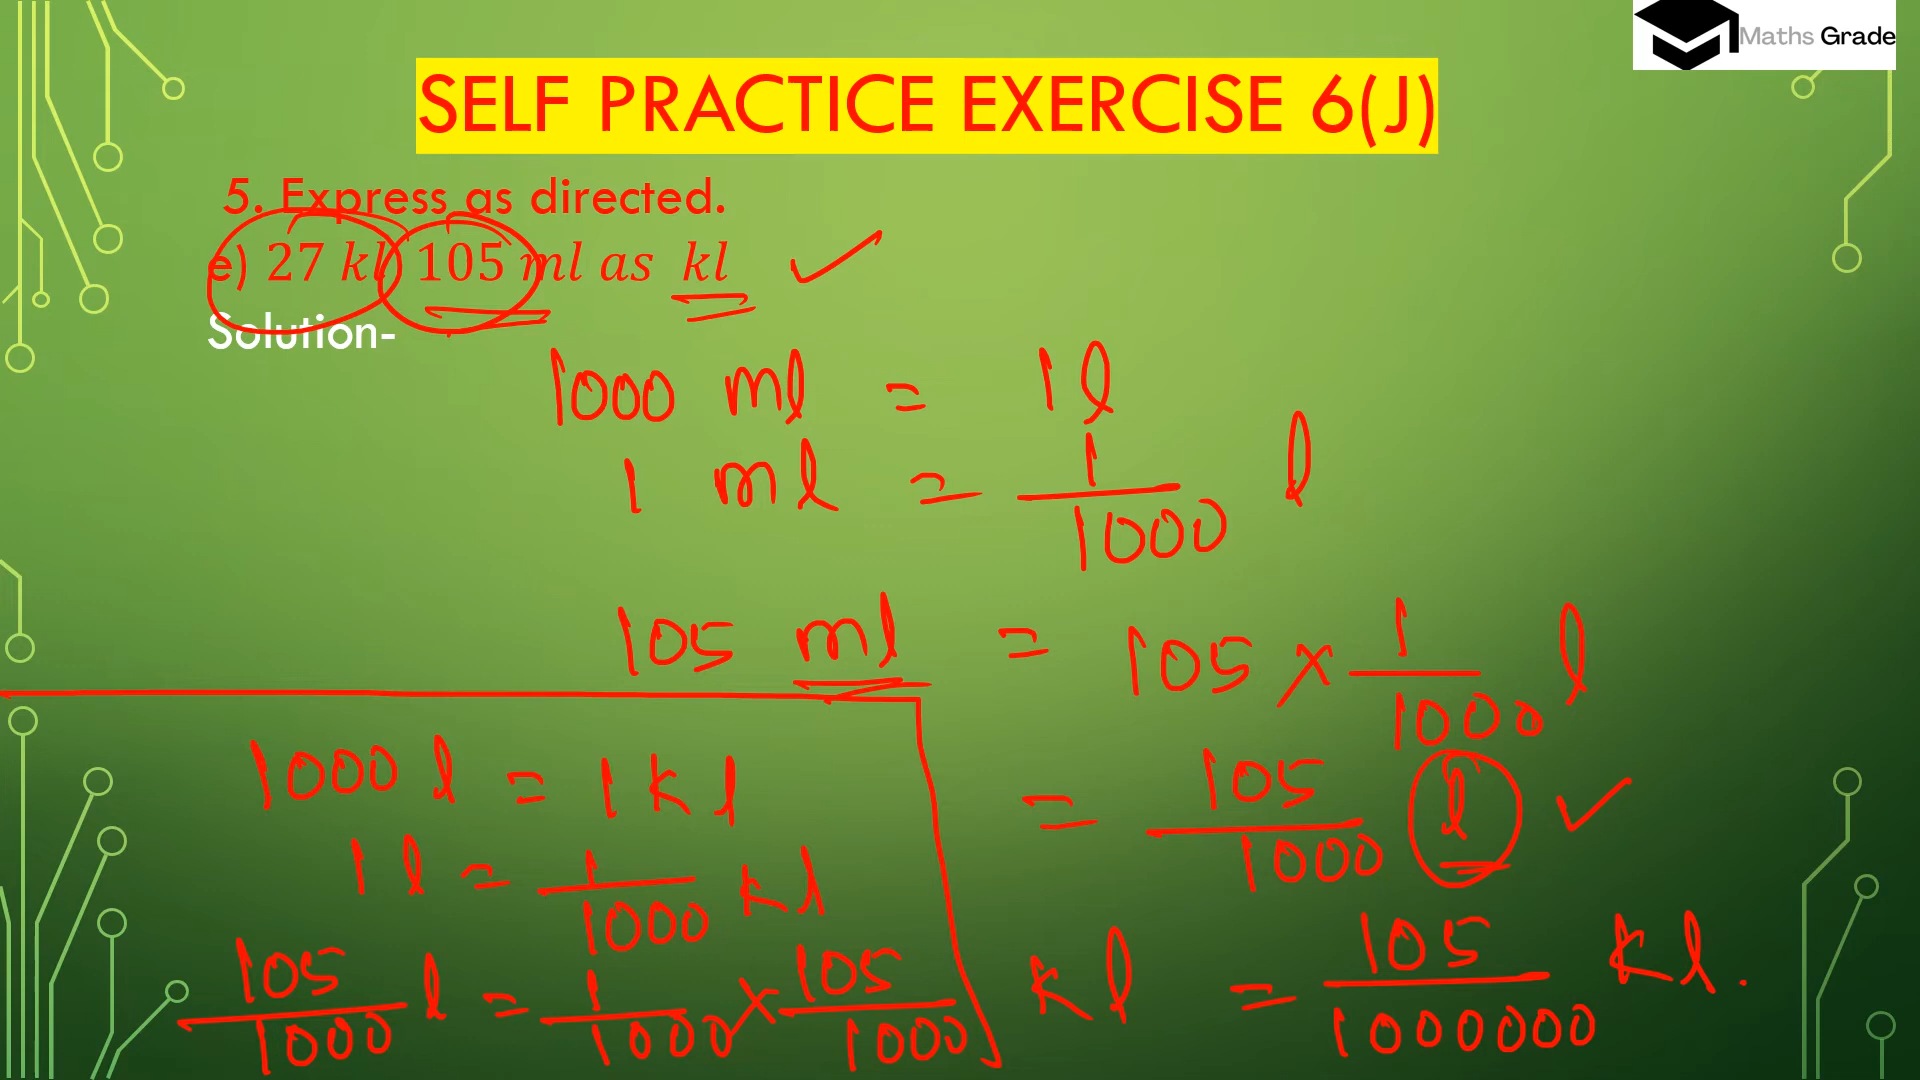 Maths Grade
SELF PRACTICE EXERCISE 6(J)
5. Express as directed.
e) 27 kl 105 ml as kl
Solution-
1000 ml = 1 l
1 ml = 1/1000 l
105 ml = 105 × 1/1000 l
= 105/1000 l
1000 l = 1 kl
1 l = 1/1000 kl
105/1000 l = 1/1000 × 105/1000 kl = 105/1000000 kl.